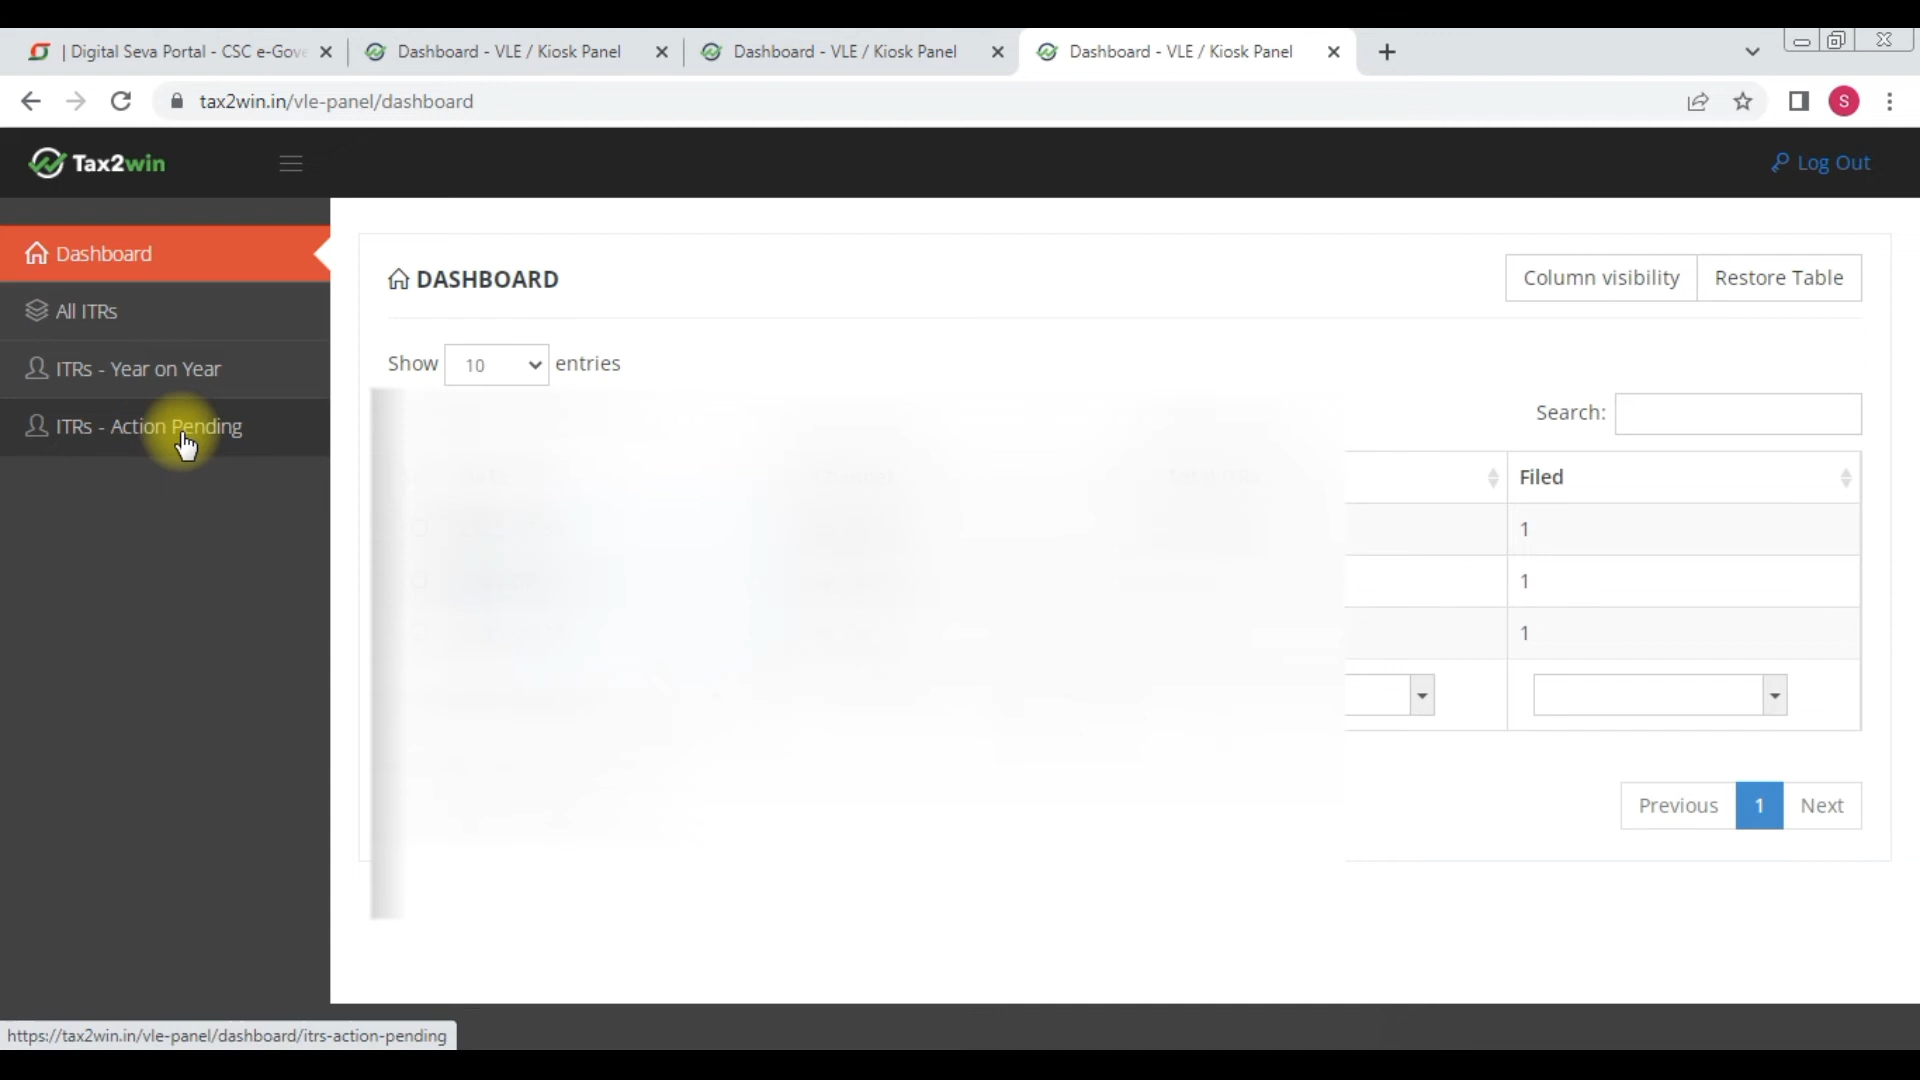 | Digital Seva Portal - CSC e-Gove
Dashboard - VLE / Kiosk Panel
Dashboard - VLE / Kiosk Panel
Dashboard - VLE / Kiosk Panel
tax2win.in/vle-panel/dashboard
S
Tax2win
Log Out
Dashboard
All ITRs
ITRs - Year on Year
ITRs - Action Pending
DASHBOARD
Column visibility
Restore Table
Show 10 entries
Search:
Filed
1
1
1
Previous 1 Next
https://tax2win.in/vle-panel/dashboard/itrs-action-pending